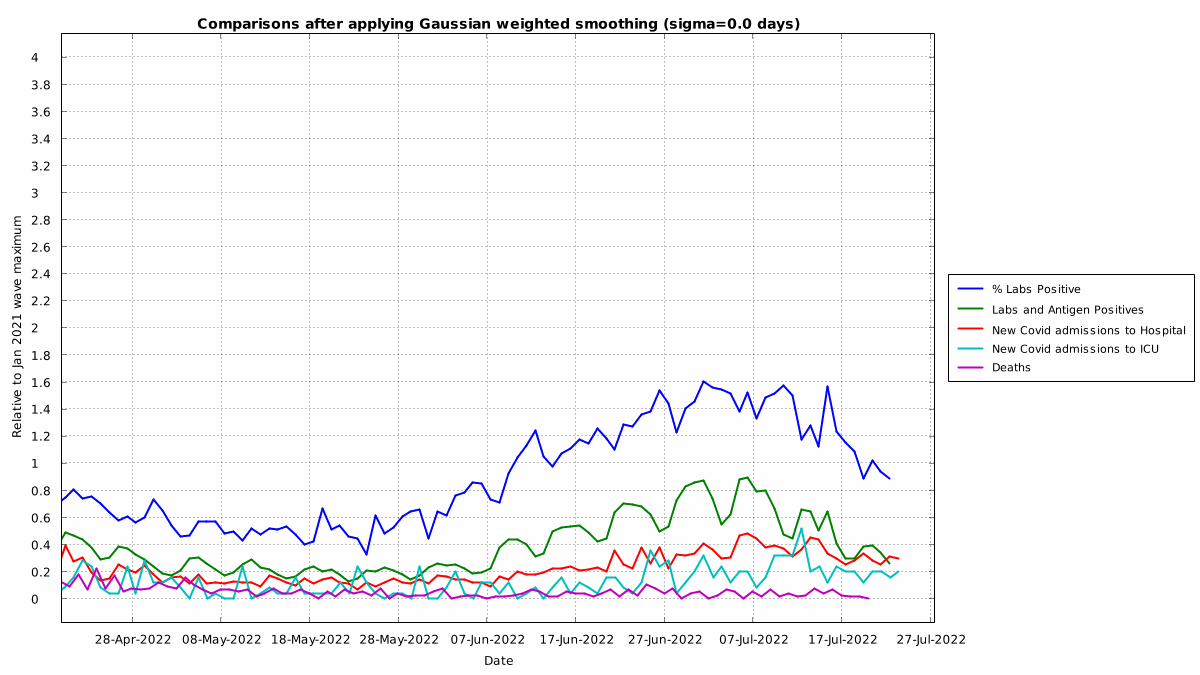 Comparisons after applying Gaussian weighted smoothing (sigma=0.0 days)
Relative to Jan 2021 wave maximum
4
3.8
3.6
3.4
3.2
3
2.8
2.6
2.4
2.2
2
1.8
1.6
1.4
1.2
1
0.8
0.6
0.4
0.2
0
28-Apr-2022 08-May-2022 18-May-2022 28-May-2022 07-Jun-2022 17-Jun-2022 27-Jun-2022 07-Jul-2022 17-Jul-2022 27-Jul-2022
Date
% Labs Positive
Labs and Antigen Positives
New Covid admissions to Hospital
New Covid admissions to ICU
Deaths